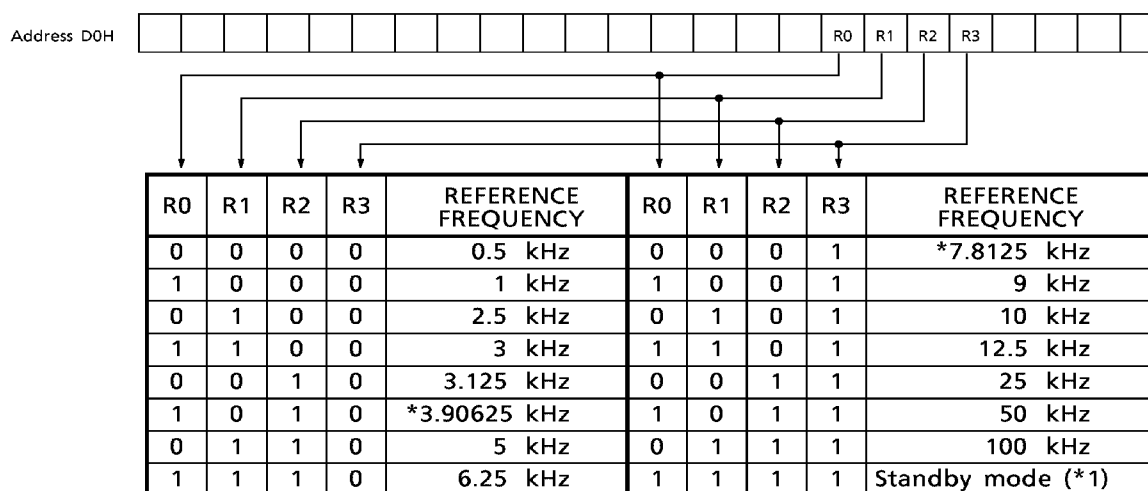 Address D0H R0 R1 R2 R3
R0 R1 R2 R3 REFERENCE FREQUENCY R0 R1 R2 R3 REFERENCE FREQUENCY
0 0 0 0 0.5 kHz 0 0 0 1 *7.8125 kHz
1 0 0 0 1 kHz 1 0 0 1 9 kHz
0 1 0 0 2.5 kHz 0 1 0 1 10 kHz
1 1 0 0 3 kHz 1 1 0 1 12.5 kHz
0 0 1 0 3.125 kHz 0 0 1 1 25 kHz
1 0 1 0 *3.90625 kHz 1 0 1 1 50 kHz
0 1 1 0 5 kHz 0 1 1 1 100 kHz
1 1 1 0 6.25 kHz 1 1 1 1 Standby mode (*1)